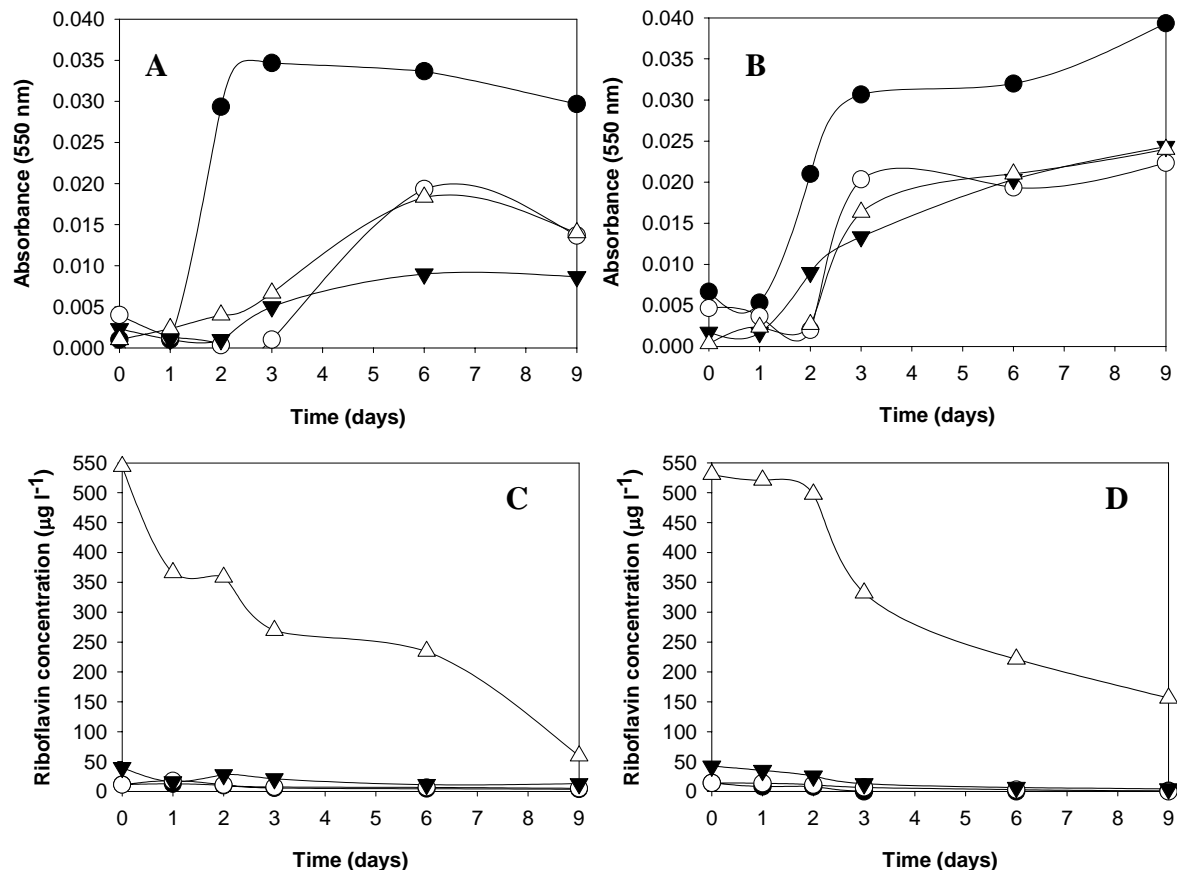 A
Absorbance (550 nm)
0.040
0.035
0.030
0.025
0.020
0.015
0.010
0.005
0.000
0 1 2 3 4 5 6 7 8 9
Time (days)
B
Absorbance (550 nm)
0.040
0.035
0.030
0.025
0.020
0.015
0.010
0.005
0.000
0 1 2 3 4 5 6 7 8 9
Time (days)
C
Riboflavin concentration (µg l⁻¹)
550
500
450
400
350
300
250
200
150
100
50
0
0 1 2 3 4 5 6 7 8 9
Time (days)
D
Riboflavin concentration (µg l⁻¹)
550
500
450
400
350
300
250
200
150
100
50
0
0 1 2 3 4 5 6 7 8 9
Time (days)